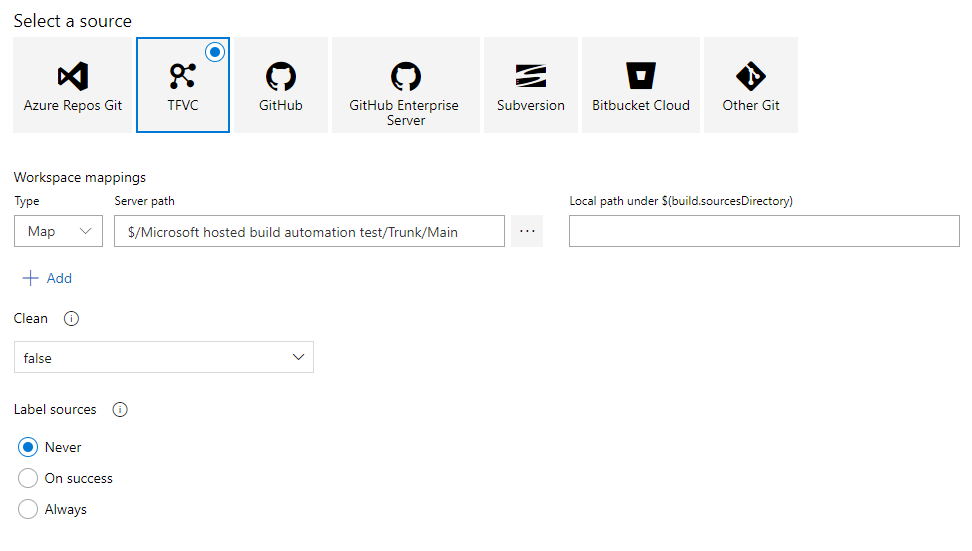 Select a source
Azure Repos Git
TFVC
GitHub
GitHub Enterprise
Server
Subversion
Bitbucket Cloud
Other Git
Workspace mappings
Type
Server path
Local path under $(build.sourcesDirectory)
Map
$/Microsoft hosted build automation test/Trunk/Main
...
Add
Clean
false
Label sources
Never
On success
Always